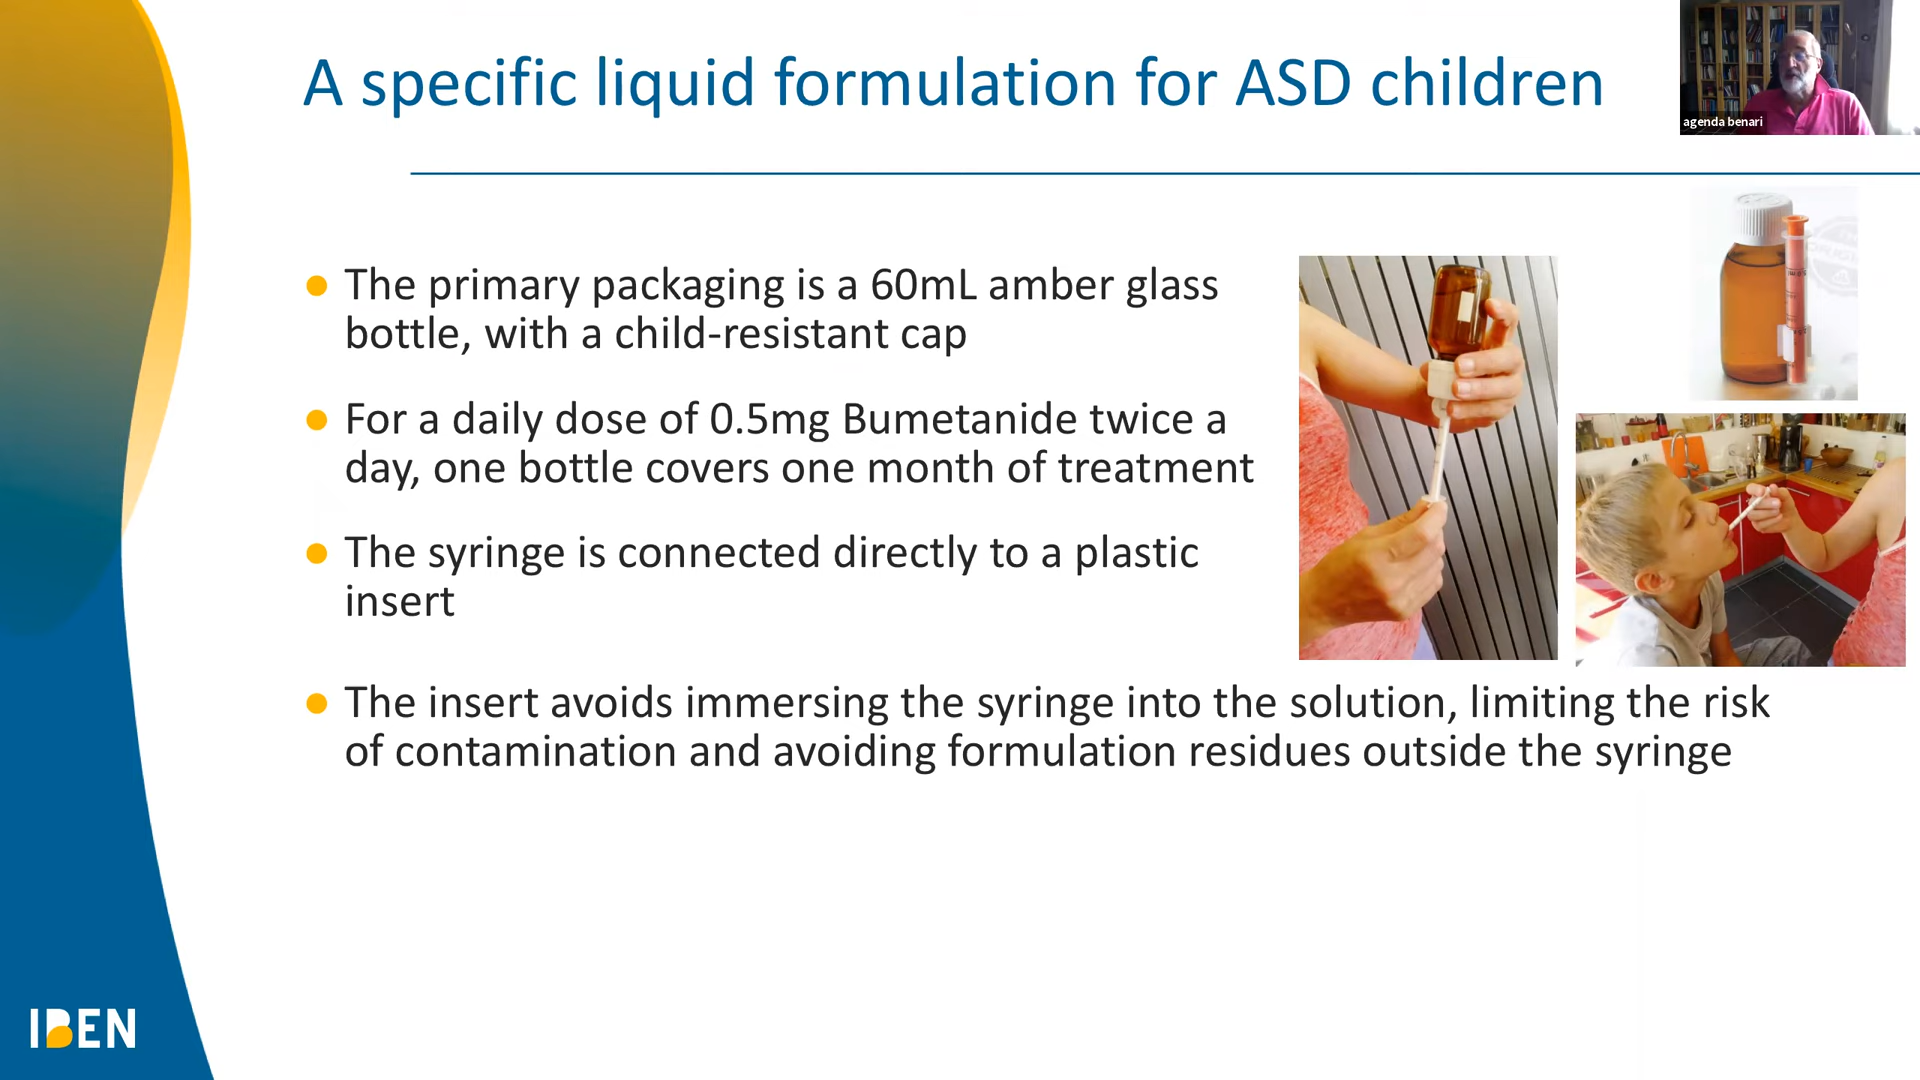 A specific liquid formulation for ASD children
agenda benari
The primary packaging is a 60mL amber glass
bottle, with a child-resistant cap
For a daily dose of 0.5mg Bumetanide twice a
day, one bottle covers one month of treatment
The syringe is connected directly to a plastic
insert
The insert avoids immersing the syringe into the solution, limiting the risk
of contamination and avoiding formulation residues outside the syringe
IBEN